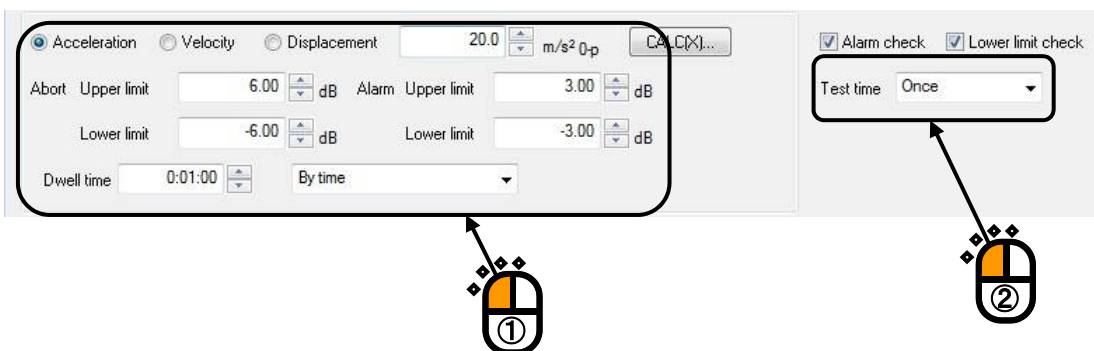 Acceleration Velocity Displacement 20.0 m/s² 0-p CALC(X)... Alarm check Lower limit check
Abort Upper limit 6.00 dB Alarm Upper limit 3.00 dB Test time Once
Lower limit -6.00 dB Lower limit -3.00 dB
Dwell time 0:01:00 By time
① ②